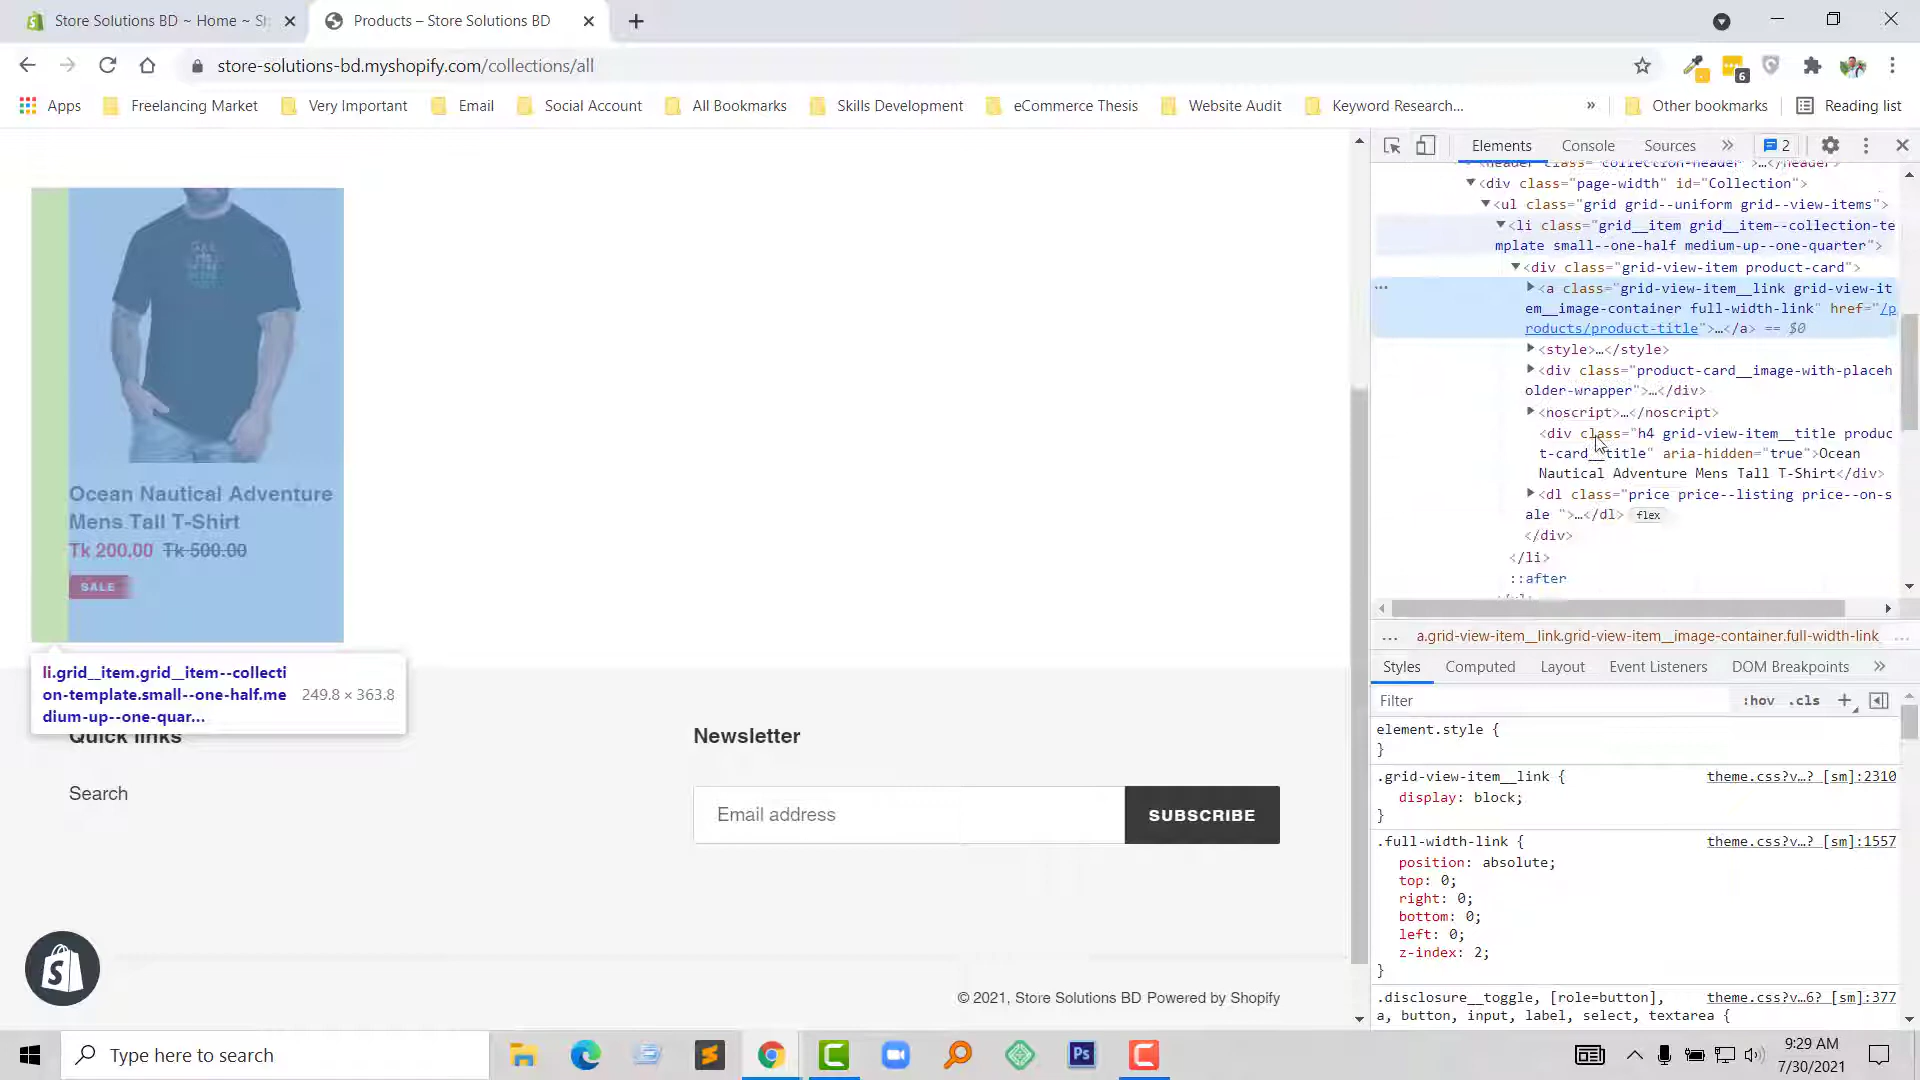 Store Solutions BD ~ Home ~ Sh
Products – Store Solutions BD
store-solutions-bd.myshopify.com/collections/all
6
Apps
Freelancing Market
Very Important
Email
Social Account
All Bookmarks
Skills Development
eCommerce Thesis
Website Audit
Keyword Research...
»
Other bookmarks
Reading list
Elements
Console
Sources
»
2
<header class="collection-header">…</header>
<div class="page-width" id="Collection">
<ul class="grid grid--uniform grid--view-items">
<li class="grid__item grid__item--collection-te
mplate small--one-half medium-up--one-quarter">
<div class="grid-view-item product-card">
… <a class="grid-view-item__link grid-view-it
em__image-container full-width-link" href="/p
roducts/product-title">…</a> == $0
<style>…</style>
<div class="product-card__image-with-placeh
older-wrapper">…</div>
<noscript>…</noscript>
<div class="h4 grid-view-item__title produc
t-card__title" aria-hidden="true">Ocean
Nautical Adventure Mens Tall T-Shirt</div>
<dl class="price price--listing price--on-s
ale ">…</dl> flex
</div>
</li>
::after
… a.grid-view-item__link.grid-view-item__image-container.full-width-link …
Styles
Computed
Layout
Event Listeners
DOM Breakpoints
»
Filter
:hov .cls +
element.style {
}
.grid-view-item__link { theme.css?v…? [sm]:2310
display: block;
}
.full-width-link { theme.css?v…? [sm]:1557
position: absolute;
top: 0;
right: 0;
bottom: 0;
left: 0;
z-index: 2;
}
.disclosure__toggle, [role=button], theme.css?v…6? [sm]:377
a, button, input, label, select, textarea {
Ocean Nautical Adventure
Mens Tall T-Shirt
Tk 200.00 Tk 500.00
SALE
li.grid__item.grid__item--collecti
on-template.small--one-half.me 249.8 × 363.8
dium-up--one-quar...
Quick links
Search
Newsletter
Email address
SUBSCRIBE
© 2021, Store Solutions BD Powered by Shopify
Type here to search
Ps
9:29 AM
7/30/2021